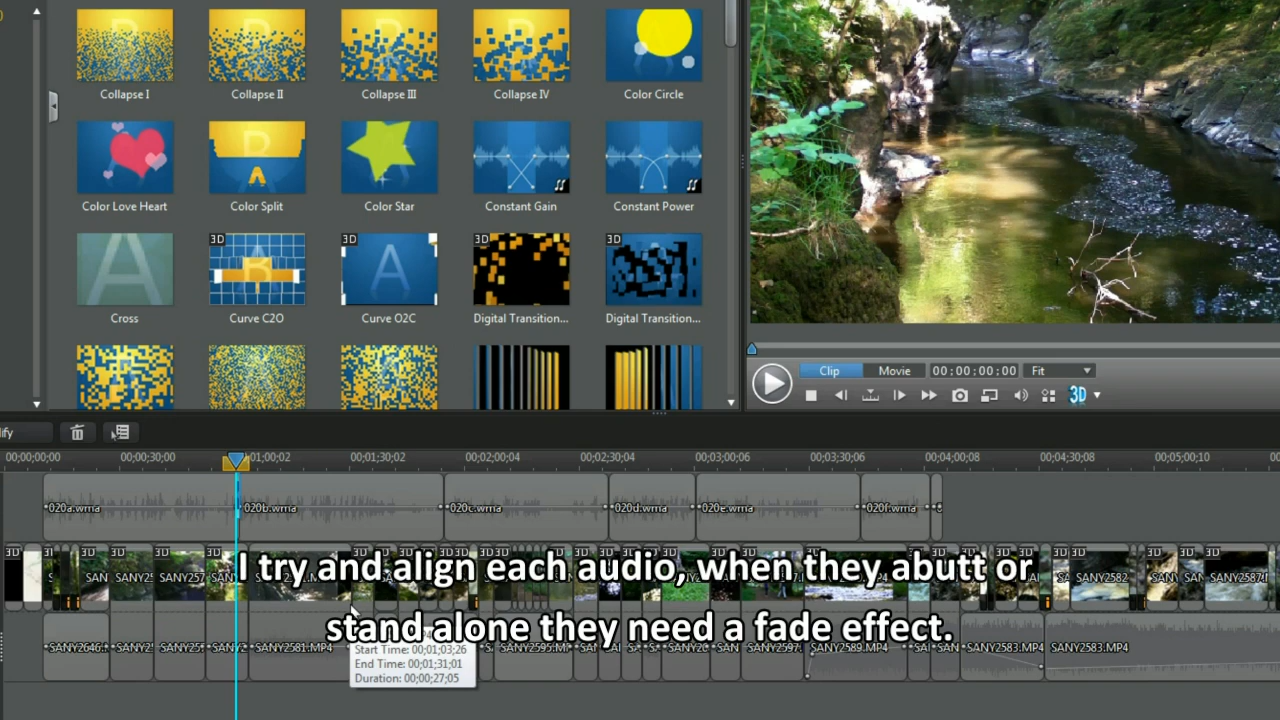 Collapse I
Collapse II
Collapse III
Collapse IV
Color Circle
Color Love Heart
Color Split
Color Star
Constant Gain
Constant Power
3D
3D
3D
3D
Cross
Curve C2O
Curve O2C
Digital Transition...
Digital Transition...
Clip
Movie
00:00:00:00
Fit
3D
ify
00;00;00;00
00;00;30;00
01;00;02
00;01;30;02
00;02;00;04
00;02;30;04
00;03;00;06
00;03;30;06
00;04;00;08
00;04;30;08
00;05;00;10
020a.wma
020b.wma
020c.wma
020d.wma
020e.wma
020f.wma
I try and align each audio, when they abutt or
stand alone they need a fade effect.
SANY2582
SANY2587.
SANY2646.
SANY2581.MP4
SANY2595.M
SANY2597.
SANY2589.MP4
SANY2583.MP4
SANY2583.MP4
Start Time: 00;01;03;26
End Time: 00;01;31;01
Duration: 00;00;27;05